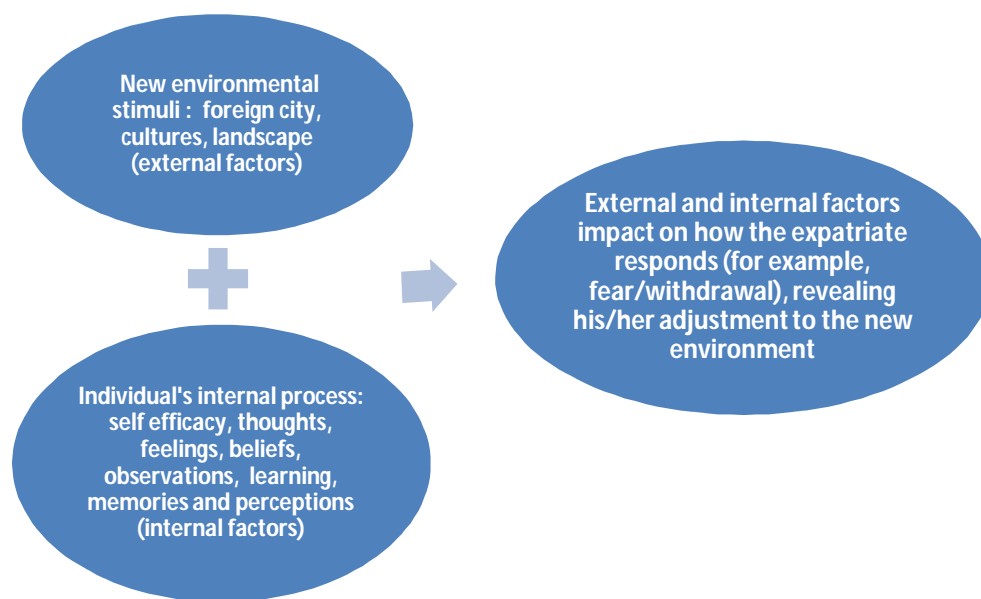 New environmental
stimuli : foreign city,
cultures, landscape
(external factors)
Individual's internal process:
self efficacy, thoughts,
feelings, beliefs,
observations, learning,
memories and perceptions
(internal factors)
External and internal factors
impact on how the expatriate
responds (for example,
fear/withdrawal), revealing
his/her adjustment to the new
environment